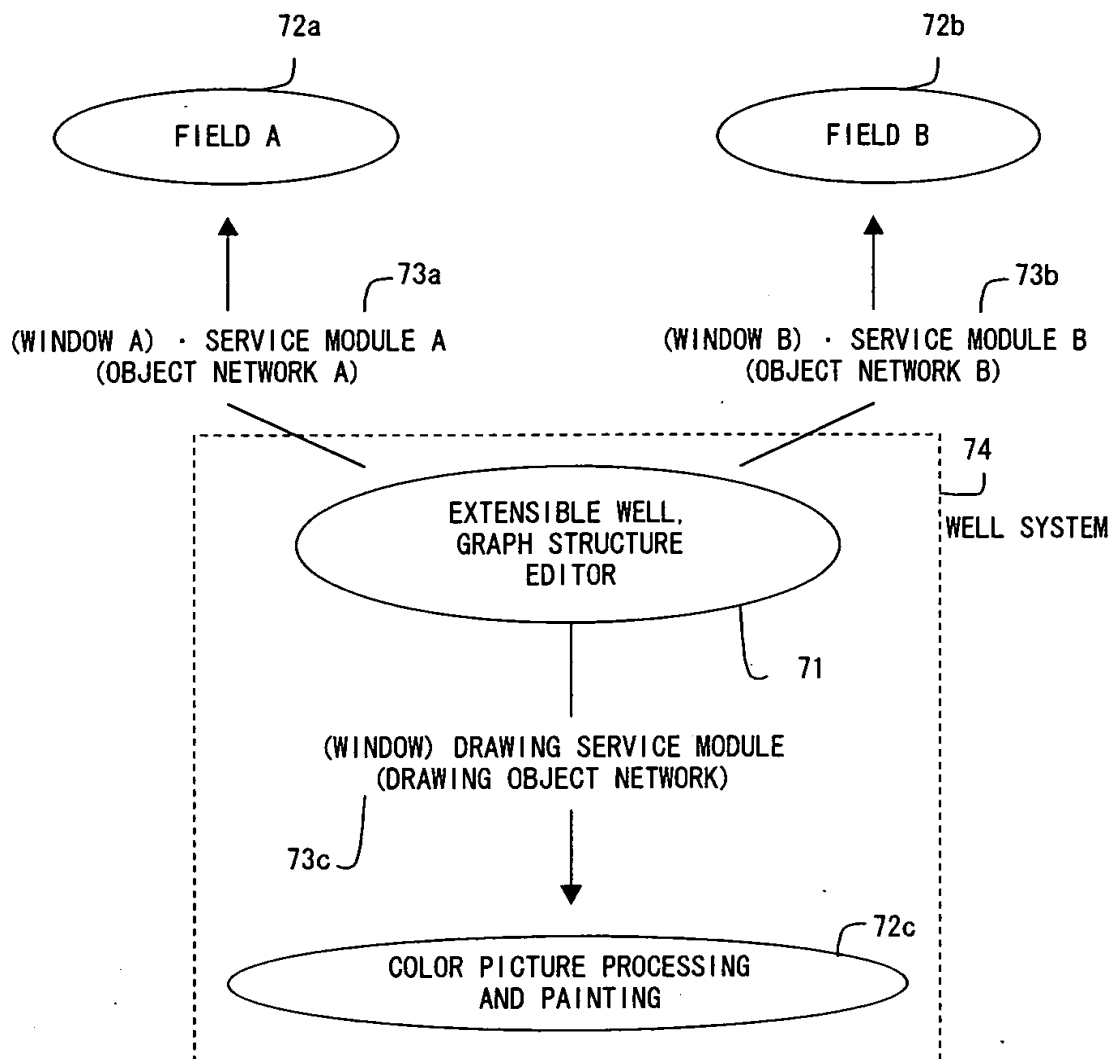 72a
72b
FIELD A
FIELD B
73a
73b
(WINDOW A) · SERVICE MODULE A
(OBJECT NETWORK A)
(WINDOW B) · SERVICE MODULE B
(OBJECT NETWORK B)
74
WELL SYSTEM
EXTENSIBLE WELL,
GRAPH STRUCTURE
EDITOR
71
(WINDOW) DRAWING SERVICE MODULE
(DRAWING OBJECT NETWORK)
73c
72c
COLOR PICTURE PROCESSING
AND PAINTING